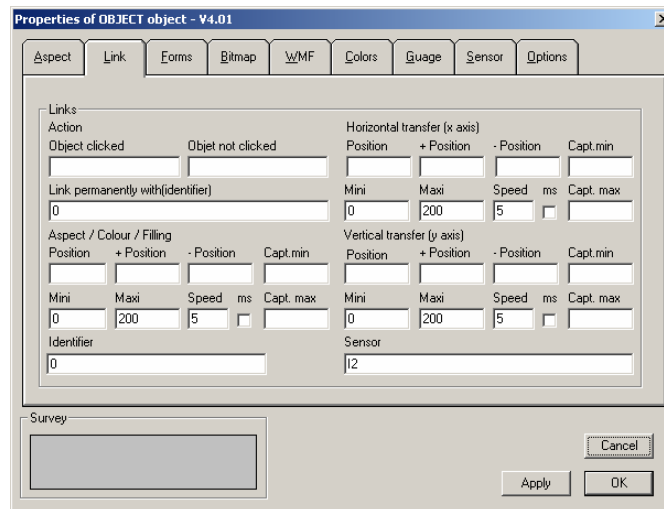 Properties of OBJECT object - V4.01
Aspect Link Forms Bitmap WMF Colors Guage Sensor Options
Links
Action
Object clicked Objet not clicked
Link permanently with(identifier)
0
Horizontal transfer (x axis)
Position + Position - Position Capt.min
Mini Maxi Speed ms Capt. max
0 200 5
Aspect / Colour / Filling
Position + Position - Position Capt.min
Mini Maxi Speed ms Capt. max
0 200 5
Vertical transfer (y axis)
Position + Position - Position Capt.min
Mini Maxi Speed ms Capt. max
0 200 5
Identifier
0
Sensor
I2
Survey
Cancel
Apply OK